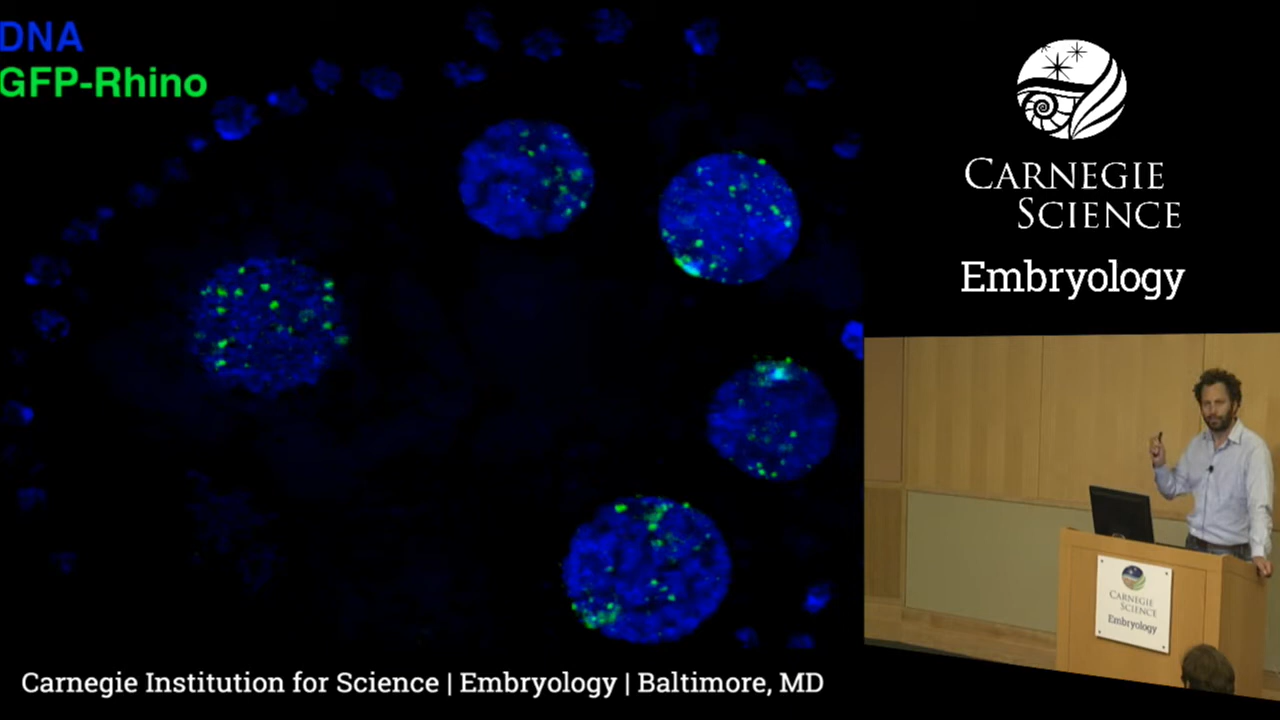 DNA
GFP-Rhino
CARNEGIE
SCIENCE
Embryology
CARNEGIE
SCIENCE
Embryology
Carnegie Institution for Science | Embryology | Baltimore, MD